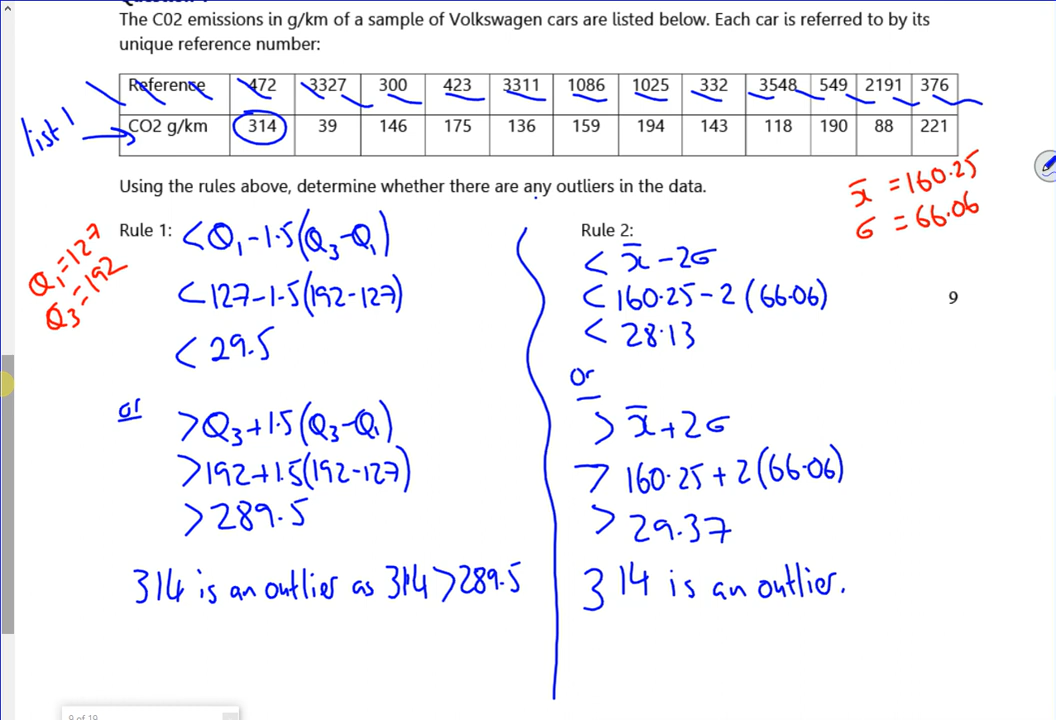 The C02 emissions in g/km of a sample of Volkswagen cars are listed below. Each car is referred to by its
unique reference number:
Reference 472 3327 300 423 3311 1086 1025 332 3548 549 2191 376
list 1
CO2 g/km 314 39 146 175 136 159 194 143 118 190 88 221
Using the rules above, determine whether there are any outliers in the data.
x̄ = 160.25
σ = 66.06
Q₁=127
Q₃=192
Rule 1: <Q₁-1.5(Q₃-Q₁)
<127-1.5(192-127)
<29.5
or
>Q₃+1.5(Q₃-Q₁)
>192+1.5(192-127)
>289.5
314 is an outlier as 314>289.5
Rule 2:
< x̄-2σ
< 160.25-2(66.06)
< 28.13
or
> x̄+2σ
> 160.25+2(66.06)
> 29.37
314 is an outlier.
9
9 of 19